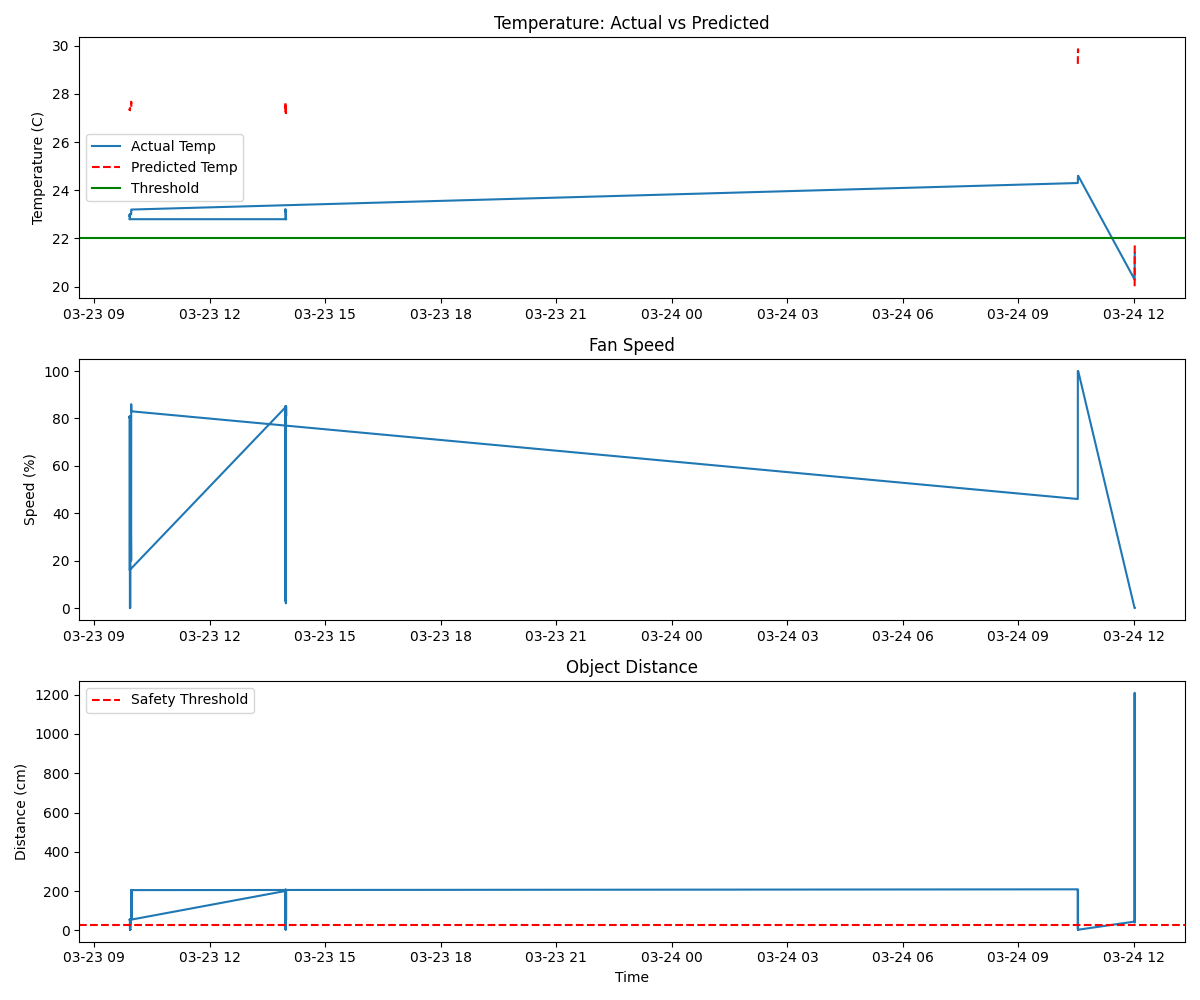 Temperature: Actual vs Predicted
30
28
26
24
22
20
Temperature (C)
Actual Temp
Predicted Temp
Threshold
03-23 09 03-23 12 03-23 15 03-23 18 03-23 21 03-24 00 03-24 03 03-24 06 03-24 09 03-24 12
Fan Speed
100
80
60
40
20
0
Speed (%)
03-23 09 03-23 12 03-23 15 03-23 18 03-23 21 03-24 00 03-24 03 03-24 06 03-24 09 03-24 12
Object Distance
1200
1000
800
600
400
200
0
Distance (cm)
Safety Threshold
03-23 09 03-23 12 03-23 15 03-23 18 03-23 21 03-24 00 03-24 03 03-24 06 03-24 09 03-24 12
Time